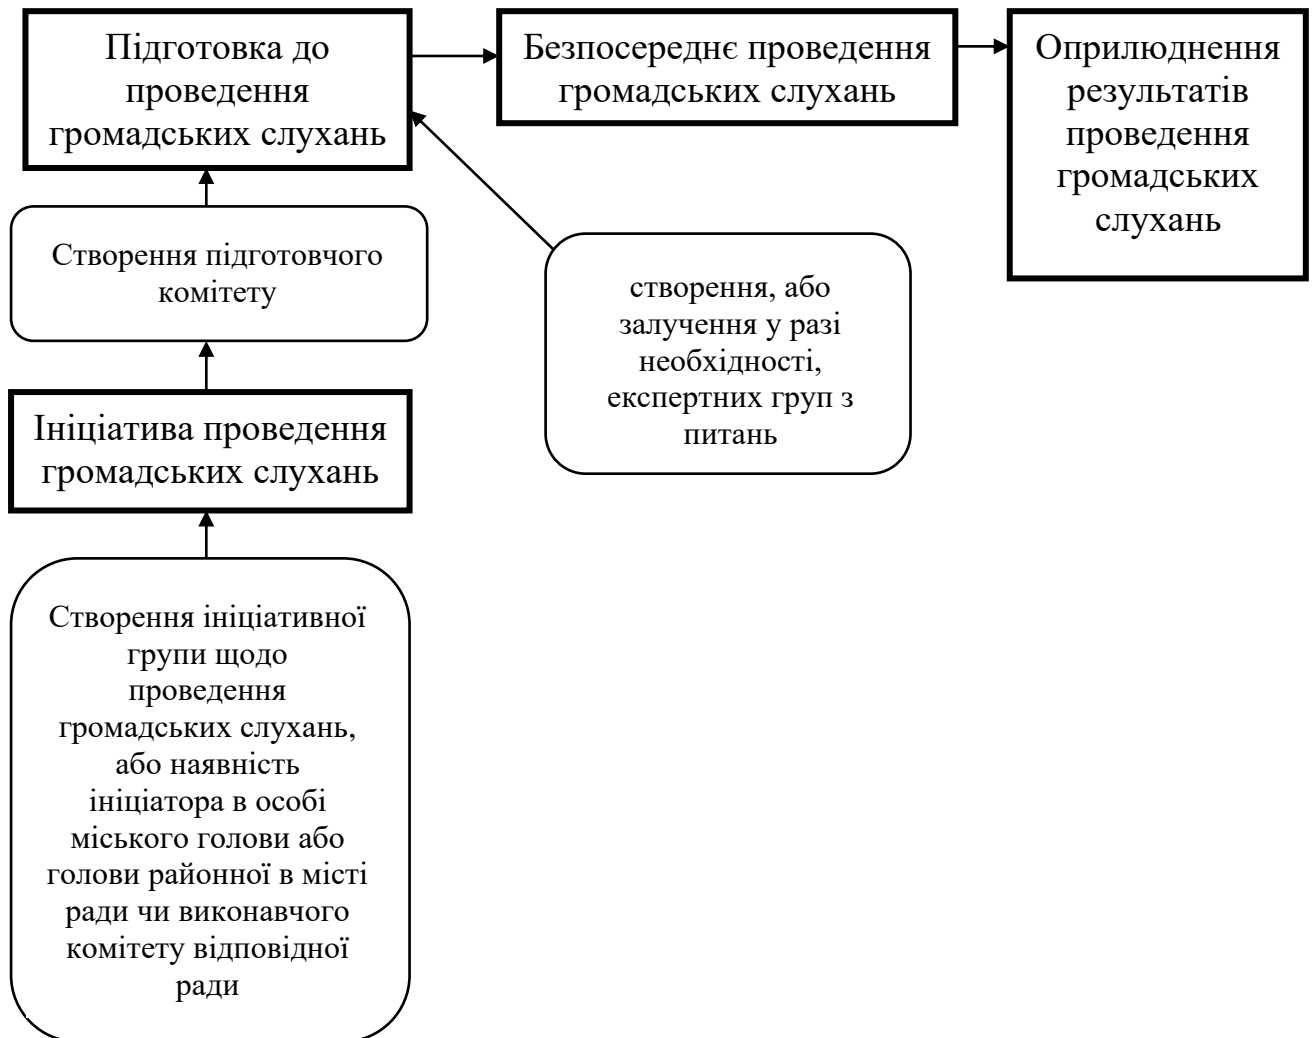 Підготовка до
проведення
громадських слухань
Безпосереднє проведення
громадських слухань
Оприлюднення
результатів
проведення
громадських
слухань
Створення підготовчого
комітету
створення, або
залучення у разі
необхідності,
експертних груп з
питань
Ініціатива проведення
громадських слухань
Створення ініціативної
групи щодо
проведення
громадських слухань,
або наявність
ініціатора в особі
міського голови або
голови районної в місті
ради чи виконавчого
комітету відповідної
ради